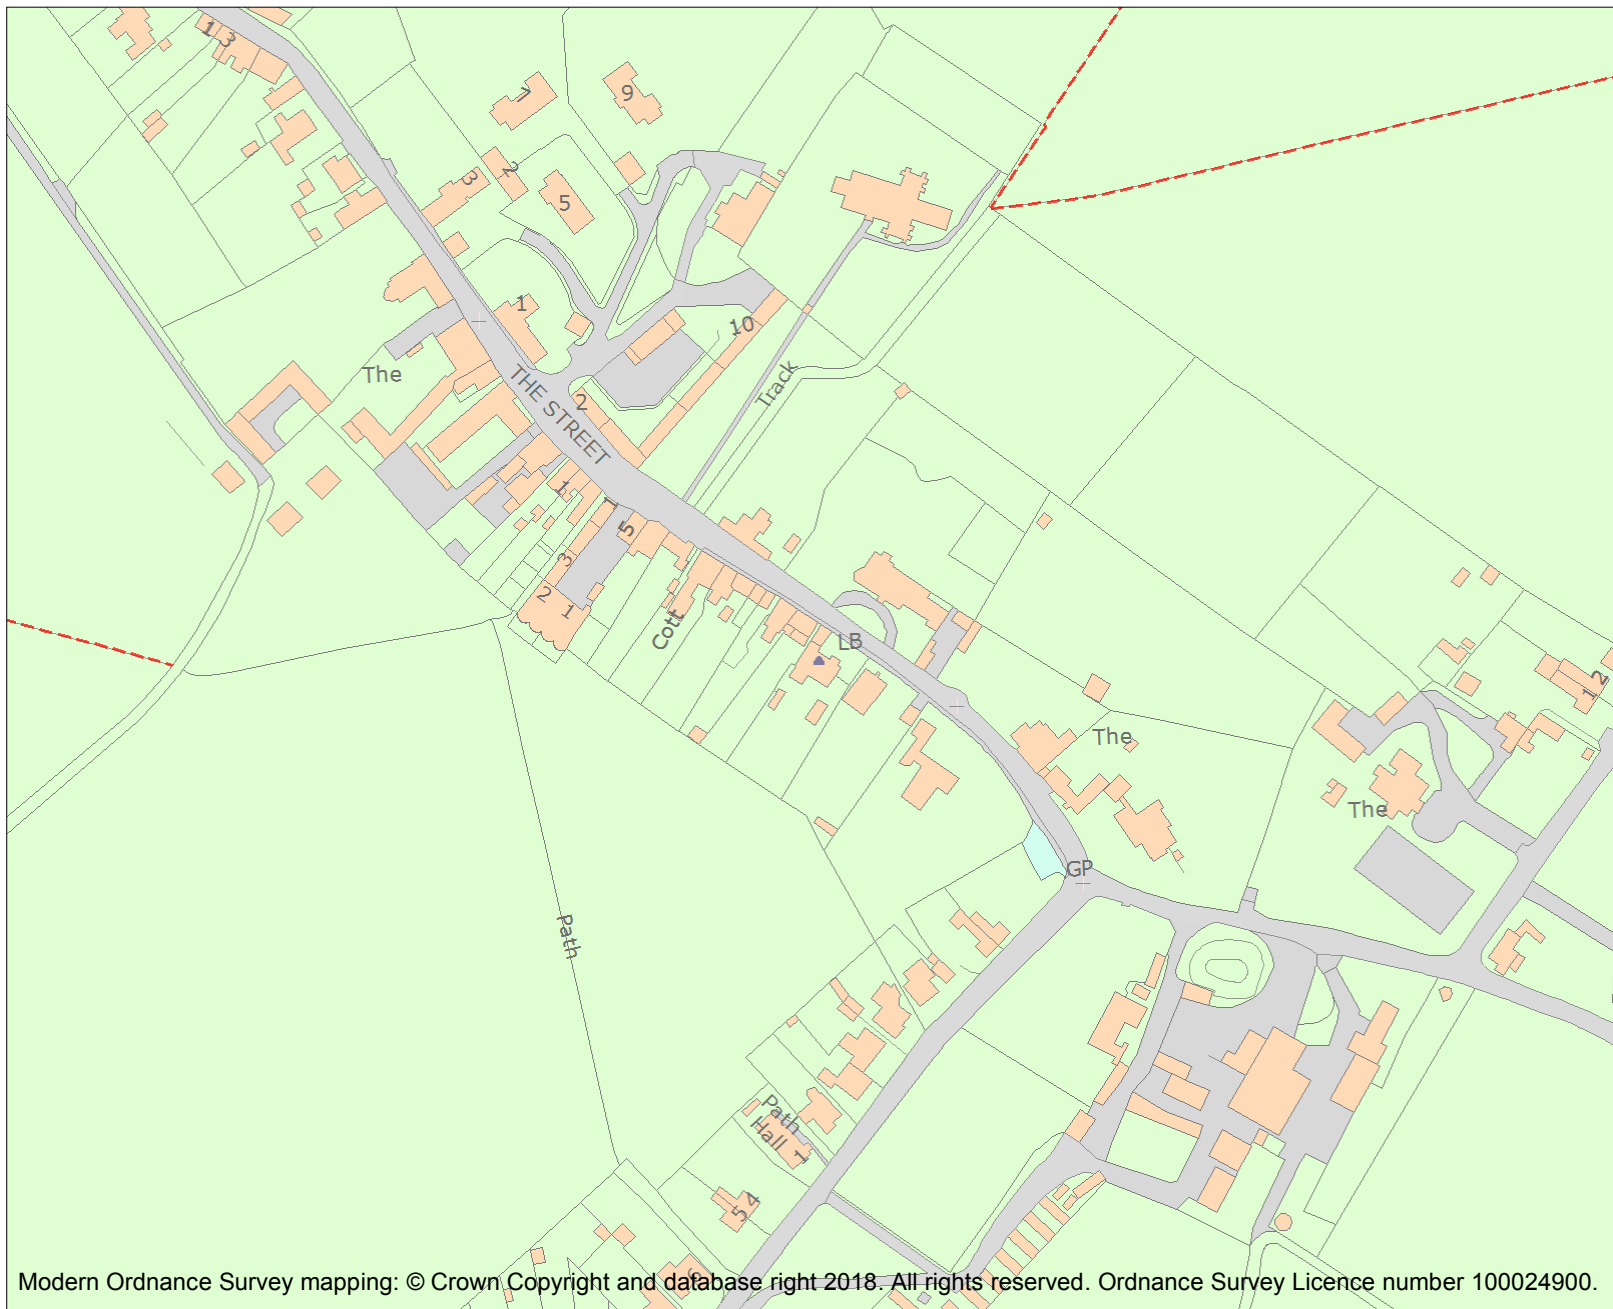 1 3
7
9
2
3
5
1
10
The
THE STREET
2
Track
1
1
5
3
2
1
Cott
LB
The
1 2
The
GP
Path
Path
Hall 1
5 4
6
Modern Ordnance Survey mapping: © Crown Copyright and database right 2018. All rights reserved. Ordnance Survey Licence number 100024900.